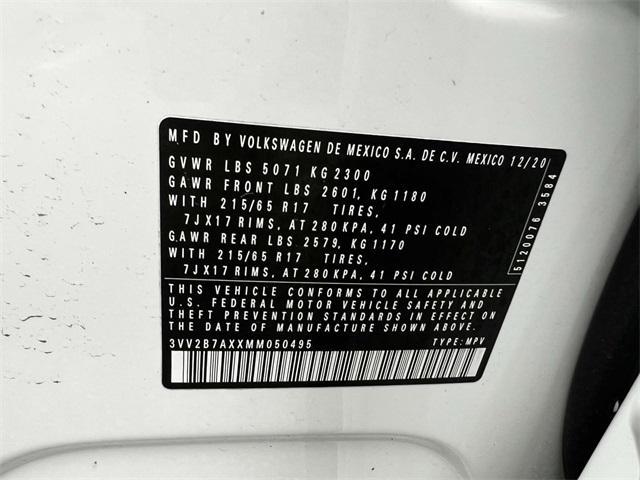 MFD BY VOLKSWAGEN DE MEXICO S.A. DE C.V. MEXICO 12/20
GVWR LBS 5071 KG 2300
GAWR FRONT LBS 2601, KG 1180
WITH 215/65 R17 TIRES,
7JX17 RIMS, AT 280 KPA, 41 PSI COLD
GAWR REAR LBS 2579, KG 1170
WITH 215/65 R17 TIRES,
7JX17 RIMS, AT 280 KPA, 41 PSI COLD
THIS VEHICLE CONFORMS TO ALL APPLICABLE
U.S. FEDERAL MOTOR VEHICLE SAFETY AND
THEFT PREVENTION STANDARDS IN EFFECT ON
THE DATE OF MANUFACTURE SHOWN ABOVE.
3VV2B7AXXMM050495 TYPE: MPV
5120076 3584